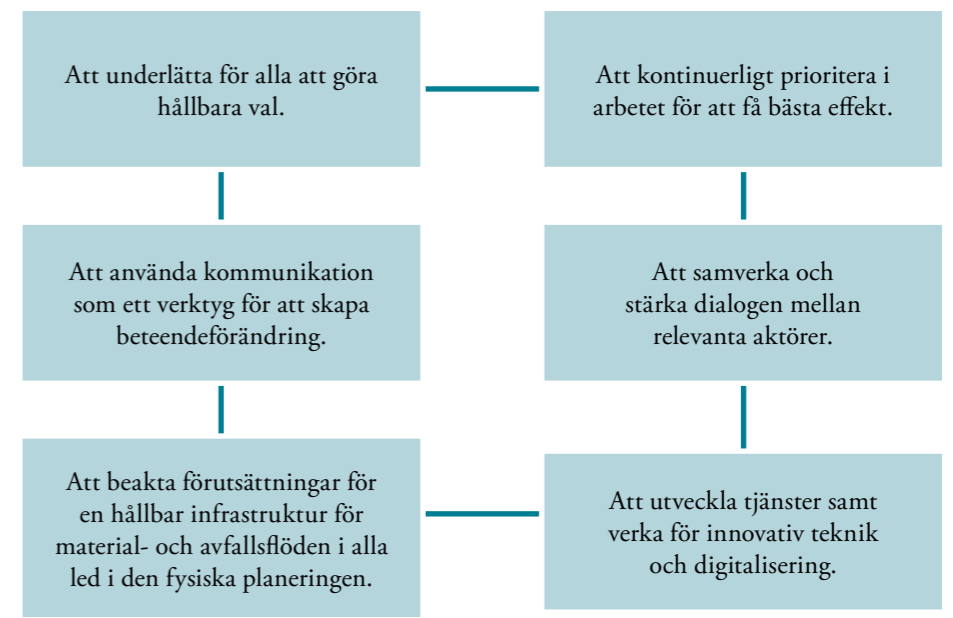 Att underlätta för alla att göra
hållbara val.
Att kontinuerligt prioritera i
arbetet för att få bästa effekt.
Att använda kommunikation
som ett verktyg för att skapa
beteendeförändring.
Att samverka och
stärka dialogen mellan
relevanta aktörer.
Att beakta förutsättningar för
en hållbar infrastruktur för
material- och avfallsflöden i alla
led i den fysiska planeringen.
Att utveckla tjänster samt
verka för innovativ teknik
och digitalisering.